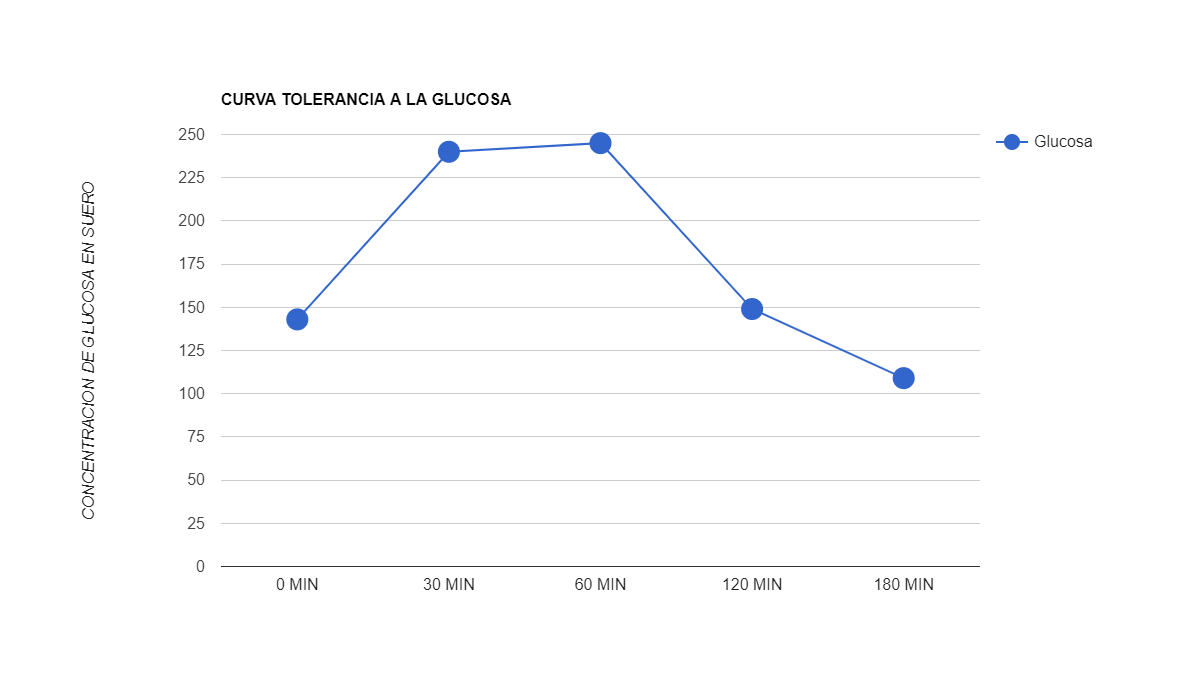 CURVA TOLERANCIA A LA GLUCOSA
Glucosa
CONCENTRACION DE GLUCOSA EN SUERO
250
225
200
175
150
125
100
75
50
25
0
0 MIN
30 MIN
60 MIN
120 MIN
180 MIN